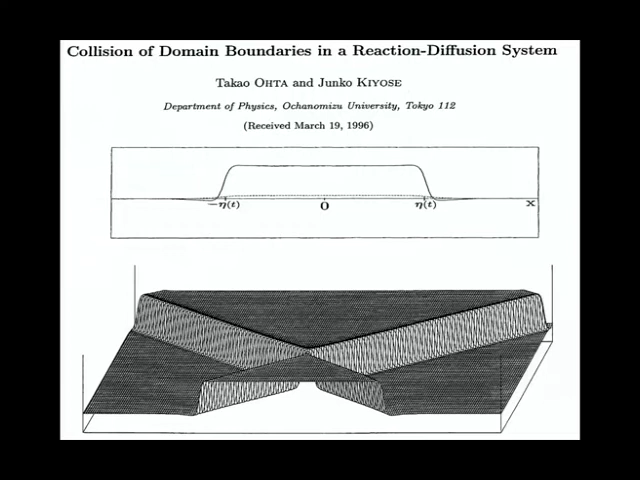 Collision of Domain Boundaries in a Reaction-Diffusion System
Takao OHTA and Junko KIYOSE
Department of Physics, Ochanomizu University, Tokyo 112
(Received March 19, 1996)
−η(t) 0 η(t) x